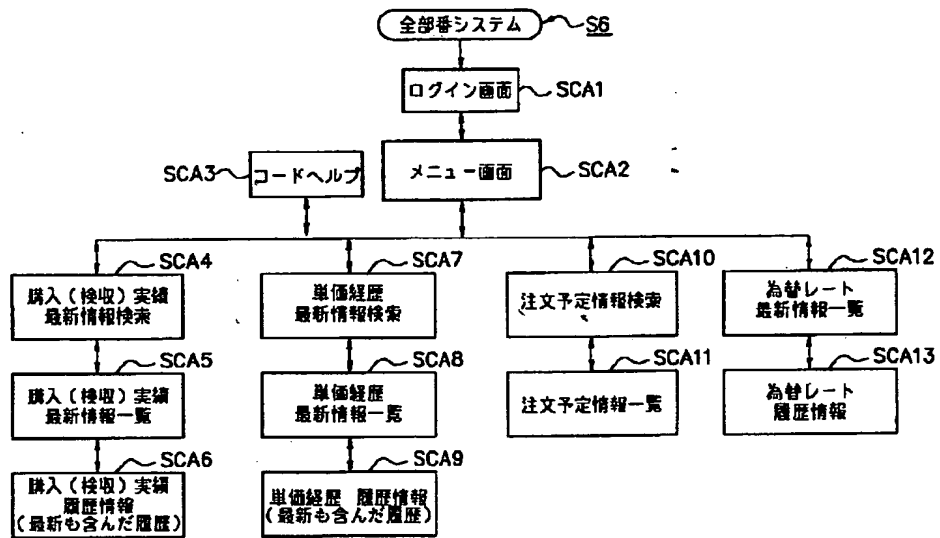 全部番システム
S6
ログイン画面
SCA1
SCA3
コードヘルプ
メニュー画面
SCA2
SCA4
購入（検収）実績
最新情報検索
SCA7
単価経歴
最新情報検索
SCA10
注文予定情報検索
SCA12
為替レート
最新情報一覧
SCA5
購入（検収）実績
最新情報一覧
SCA8
単価経歴
最新情報一覧
SCA11
注文予定情報一覧
SCA13
為替レート
履歴情報
SCA6
購入（検収）実績
履歴情報
（最新も含んだ履歴）
SCA9
単価経歴 履歴情報
（最新も含んだ履歴）